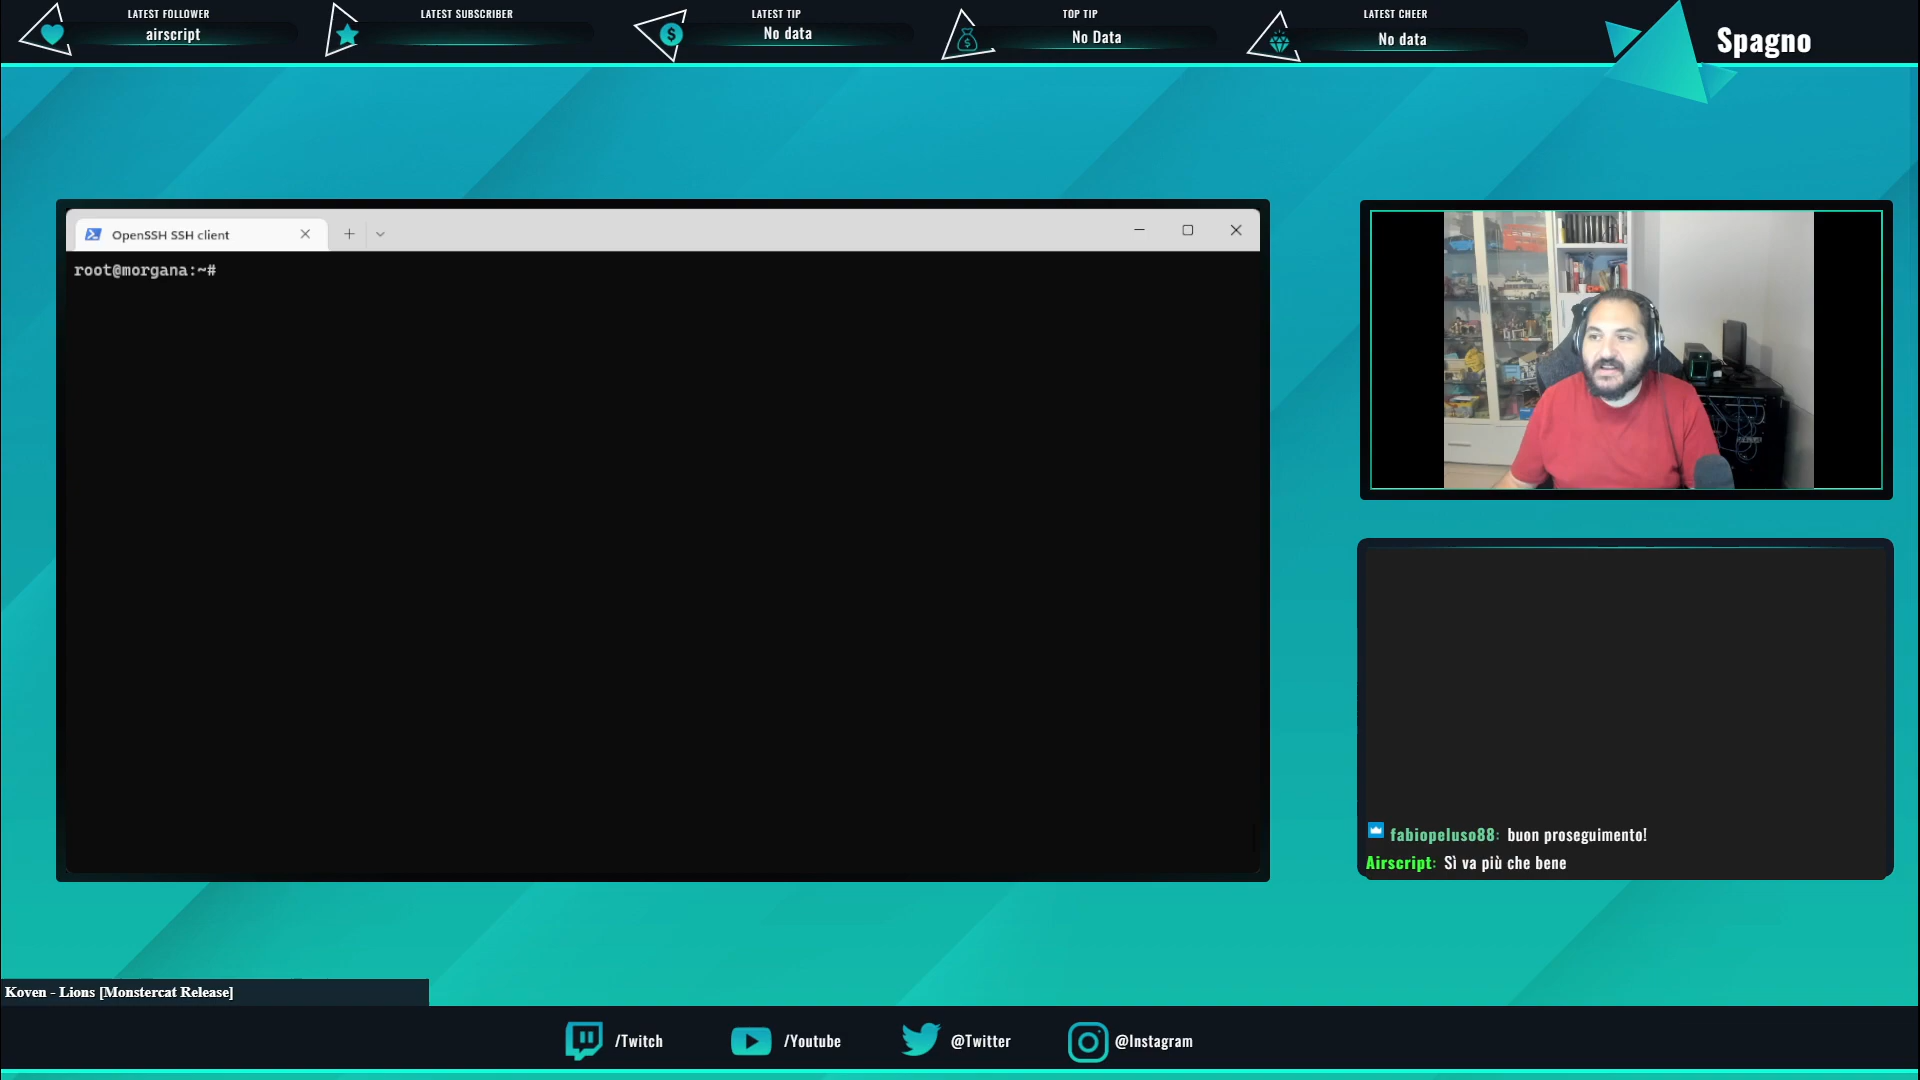 LATEST FOLLOWER
airscript
LATEST SUBSCRIBER
LATEST TIP
No data
TOP TIP
No Data
LATEST CHEER
No data
Spagno
OpenSSH SSH client
root@morgana:~#
fabiopeluso88: buon proseguimento!
Airscript: Sì va più che bene
Koven - Lions [Monstercat Release]
/Twitch
/Youtube
@Twitter
@Instagram